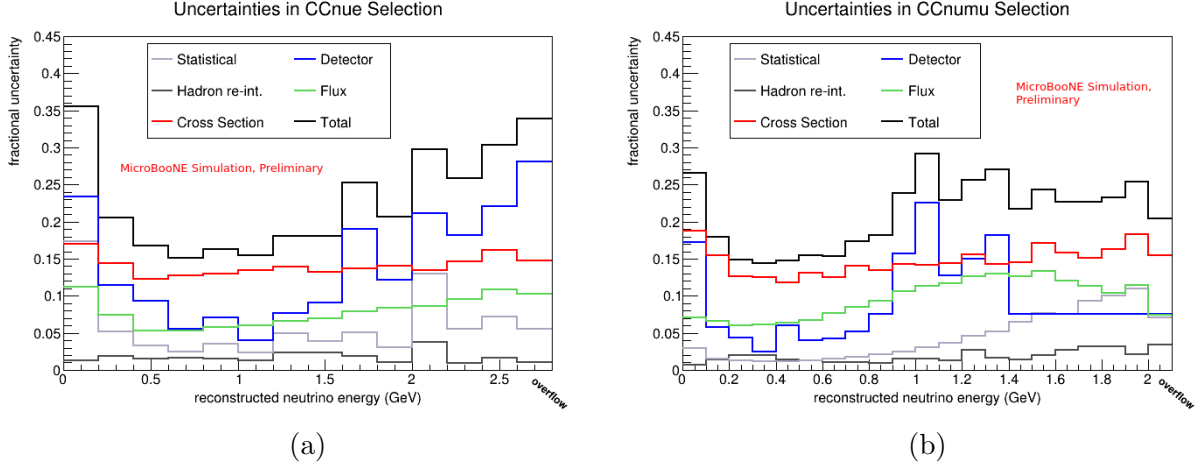 Uncertainties in CCnue Selection
fractional uncertainty
0.45
0.4
0.35
0.3
0.25
0.2
0.15
0.1
0.05
0
Statistical
Detector
Hadron re-int.
Flux
Cross Section
Total
MicroBooNE Simulation, Preliminary
0 0.5 1 1.5 2 2.5
overflow
reconstructed neutrino energy (GeV)
(a)
Uncertainties in CCnumu Selection
fractional uncertainty
0.45
0.4
0.35
0.3
0.25
0.2
0.15
0.1
0.05
0
Statistical
Detector
Hadron re-int.
Flux
Cross Section
Total
MicroBooNE Simulation,
Preliminary
0 0.2 0.4 0.6 0.8 1 1.2 1.4 1.6 1.8 2
overflow
reconstructed neutrino energy (GeV)
(b)